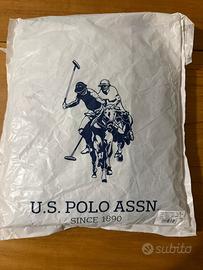 U.S. POLO ASSN.
SINCE 1890
subito